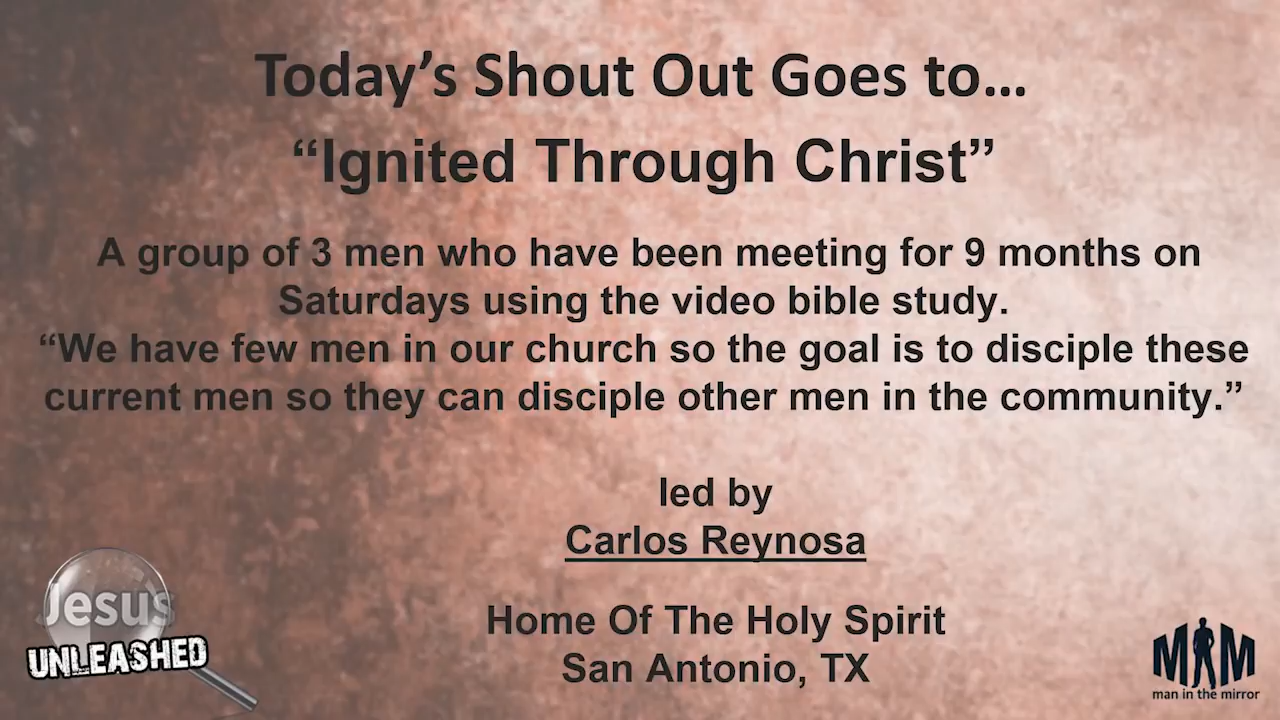 Today’s Shout Out Goes to…
“Ignited Through Christ”
A group of 3 men who have been meeting for 9 months on
Saturdays using the video bible study.
“We have few men in our church so the goal is to disciple these
current men so they can disciple other men in the community.”
led by
Carlos Reynosa
Home Of The Holy Spirit
San Antonio, TX
Jesus
UNLEASHED
MIM
man in the mirror